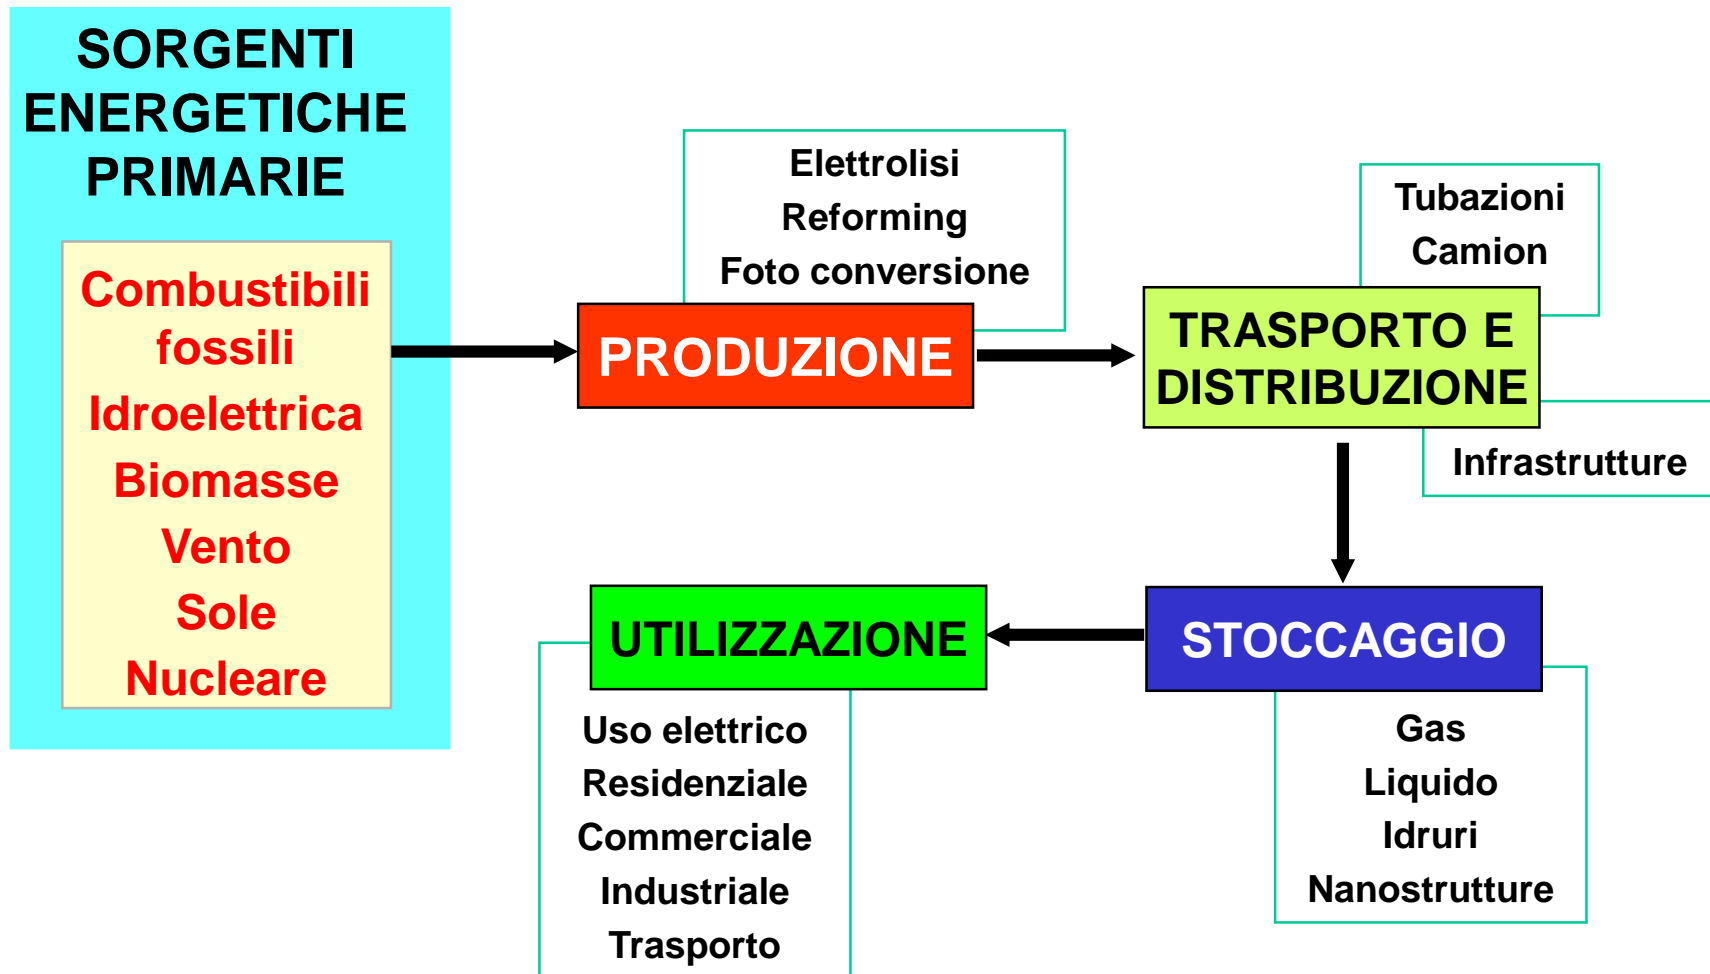 SORGENTI
ENERGETICHE
PRIMARIE
Combustibili
fossili
Idroelettrica
Biomasse
Vento
Sole
Nucleare
Elettrolisi
Reforming
Foto conversione
PRODUZIONE
Tubazioni
Camion
TRASPORTO E
DISTRIBUZIONE
Infrastrutture
STOCCAGGIO
Gas
Liquido
Idruri
Nanostrutture
UTILIZZAZIONE
Uso elettrico
Residenziale
Commerciale
Industriale
Trasporto